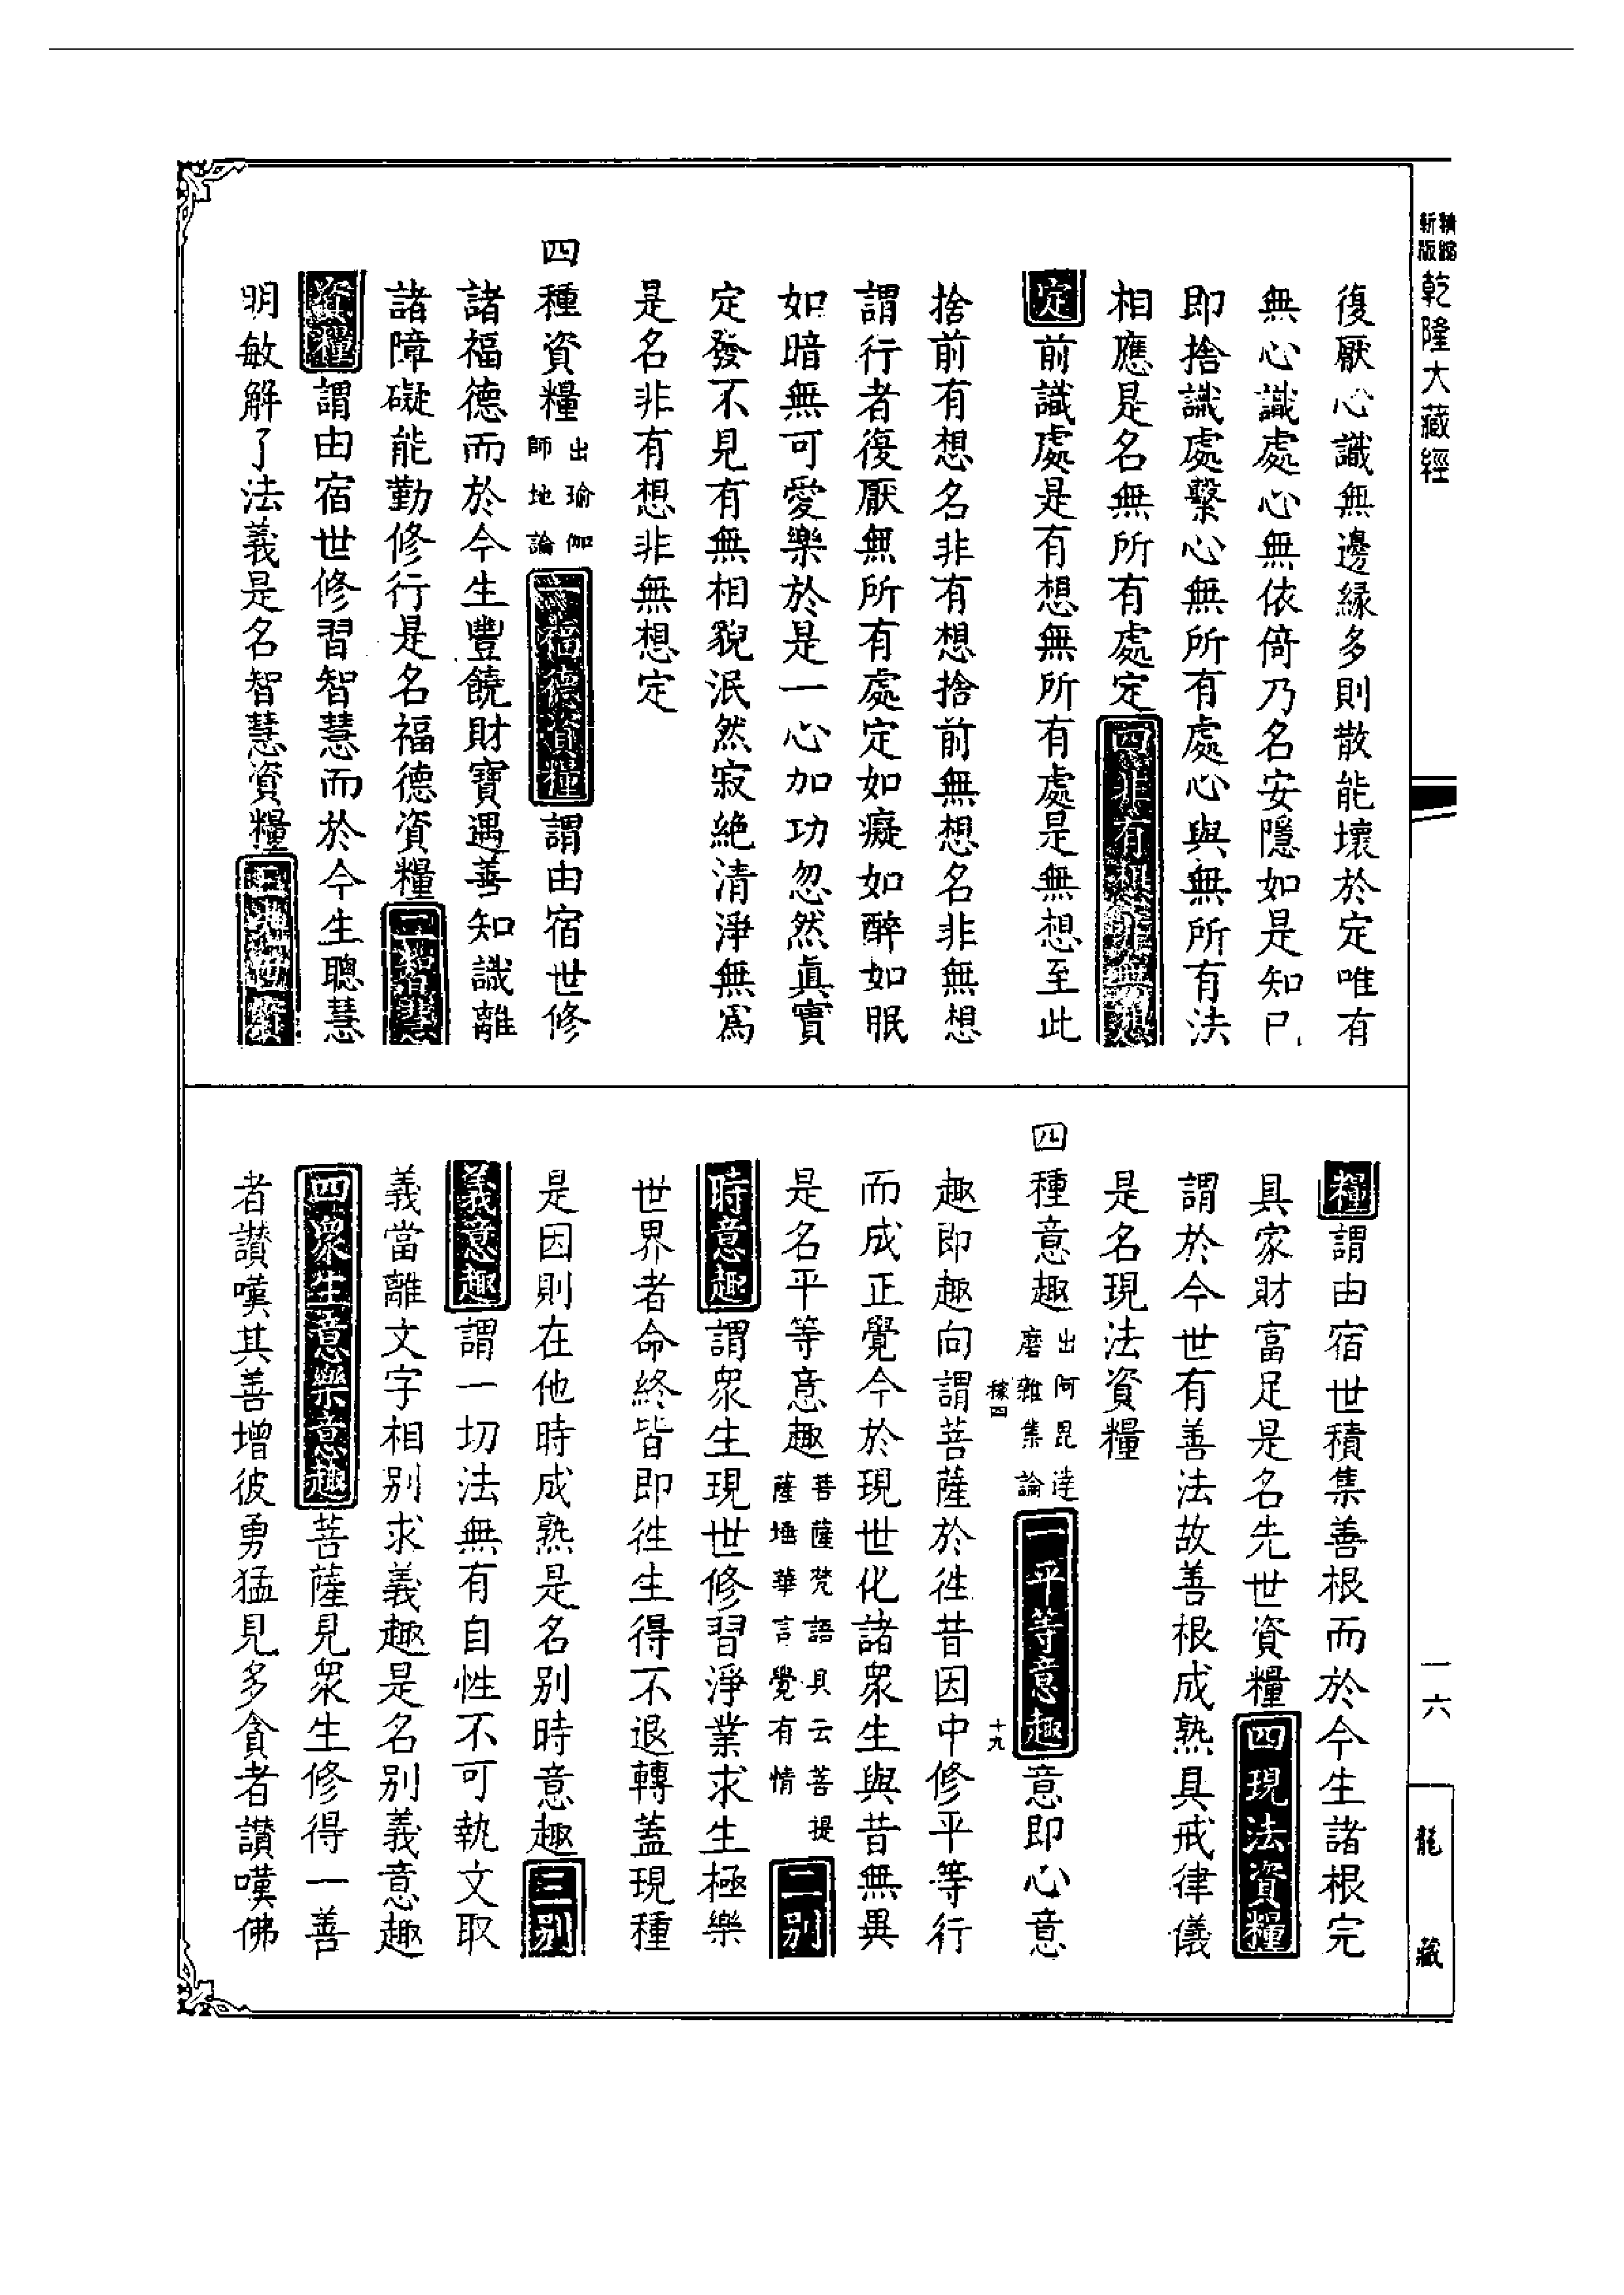 精縮新版
乾隆大藏經
復厭心識無邊緣多則散能壞於定唯有
無心識處心無依倚乃名安隱如是知已
即捨識處繫心無所有處心與無所有法
相應是名無所有處定四非有想非無想
定前識處是有想無所有處是無想至此
捨前有想名非有想捨前無想名非無想
謂行者復厭無所有處定如癡如醉如眠
如暗無可愛樂於是一心加功忽然眞實
定發不見有無相貌泯然寂絶清淨無爲
是名非有想非無想定
四種資糧出瑜伽師地論一福德資糧謂由宿世修
諸福德而於今生豐饒財寶遇善知識離
諸障礙能勤修行是名福德資糧二智慧
資糧謂由宿世修習智慧而於今生聰慧
明敏解了法義是名智慧資糧三先世資
糧謂由宿世積集善根而於今生諸根完
具家財富足是名先世資糧四現法資糧
謂於今世有善法故善根成熟具戒律儀
是名現法資糧
四種意趣出阿毘達磨雜集論一平等意趣意即心意
稼四
十九
趣即趣向謂菩薩於徃昔因中修平等行
而成正覺今於現世化諸衆生與昔無異
是名平等意趣菩薩梵語具云菩提薩埵華言覺有情二别
時意趣謂衆生現世修習淨業求生極樂
世界者命終皆即徃生得不退轉蓋現種
是因則在他時成熟是名别時意趣三别
義意趣謂一切法無有自性不可執文取
義當離文字相别求義趣是名别義意趣
四衆生意樂意趣菩薩見衆生修得一善
者讃嘆其善增彼勇猛見多貪者讃嘆佛
一六
龍藏